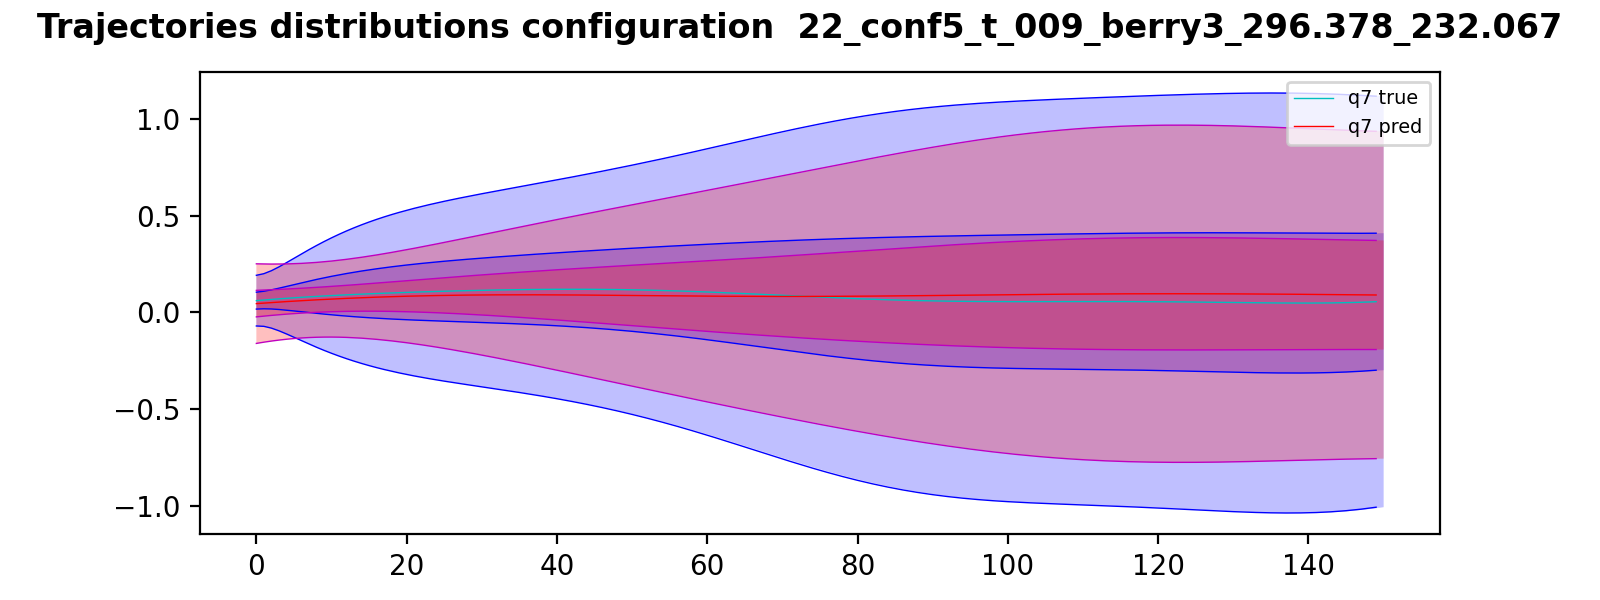 Trajectories distributions configuration  22_conf5_t_009_berry3_296.378_232.067
q7 true
q7 pred
1.0
0.5
0.0
−0.5
−1.0
0 20 40 60 80 100 120 140